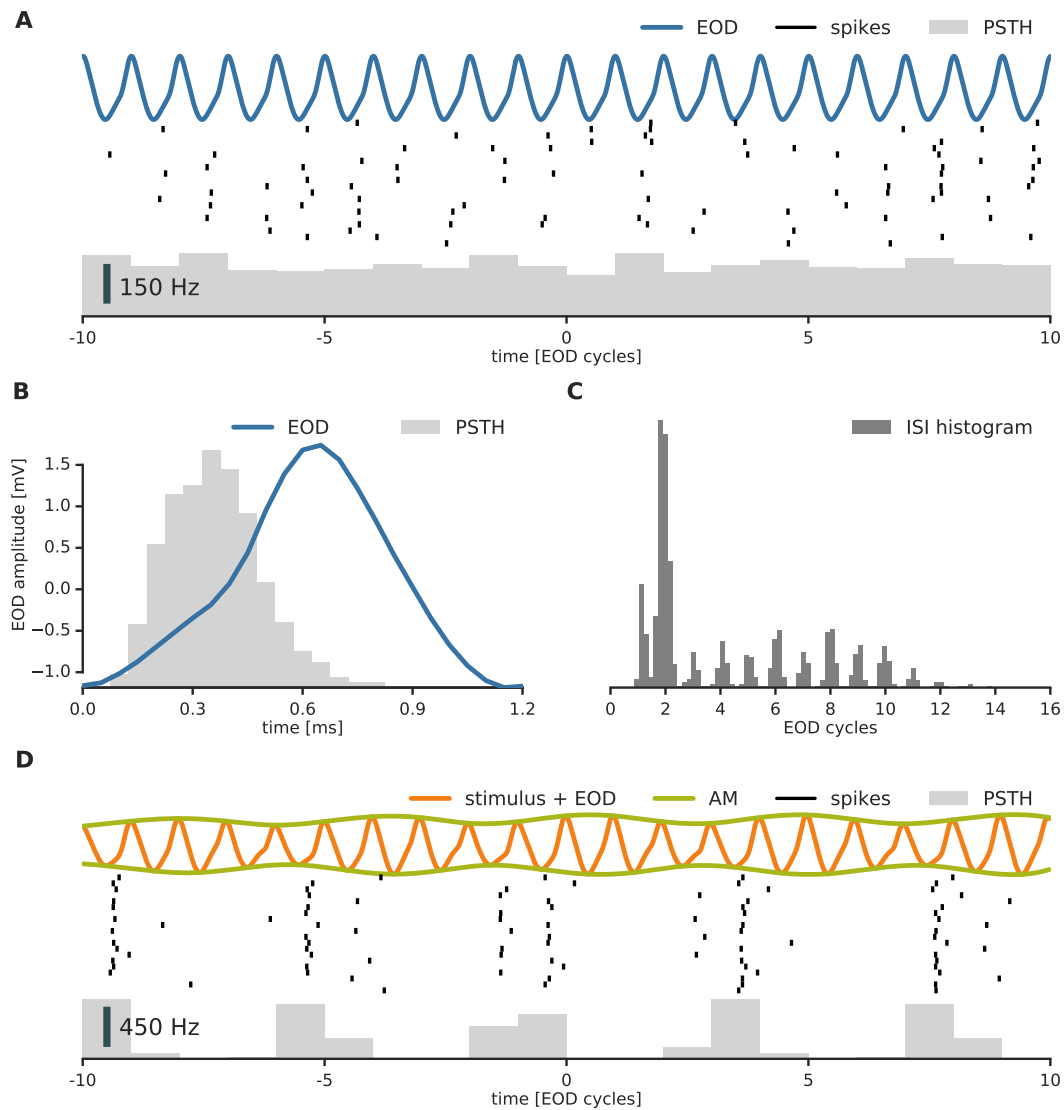 A
EOD spikes PSTH
150 Hz
-10 -5 0 5 10
time [EOD cycles]
B
EOD PSTH
EOD amplitude [mV]
1.5
1.0
0.5
0.0
−0.5
−1.0
0.0 0.3 0.6 0.9 1.2
time [ms]
C
ISI histogram
0 2 4 6 8 10 12 14 16
EOD cycles
D
stimulus + EOD AM spikes PSTH
450 Hz
-10 -5 0 5 10
time [EOD cycles]